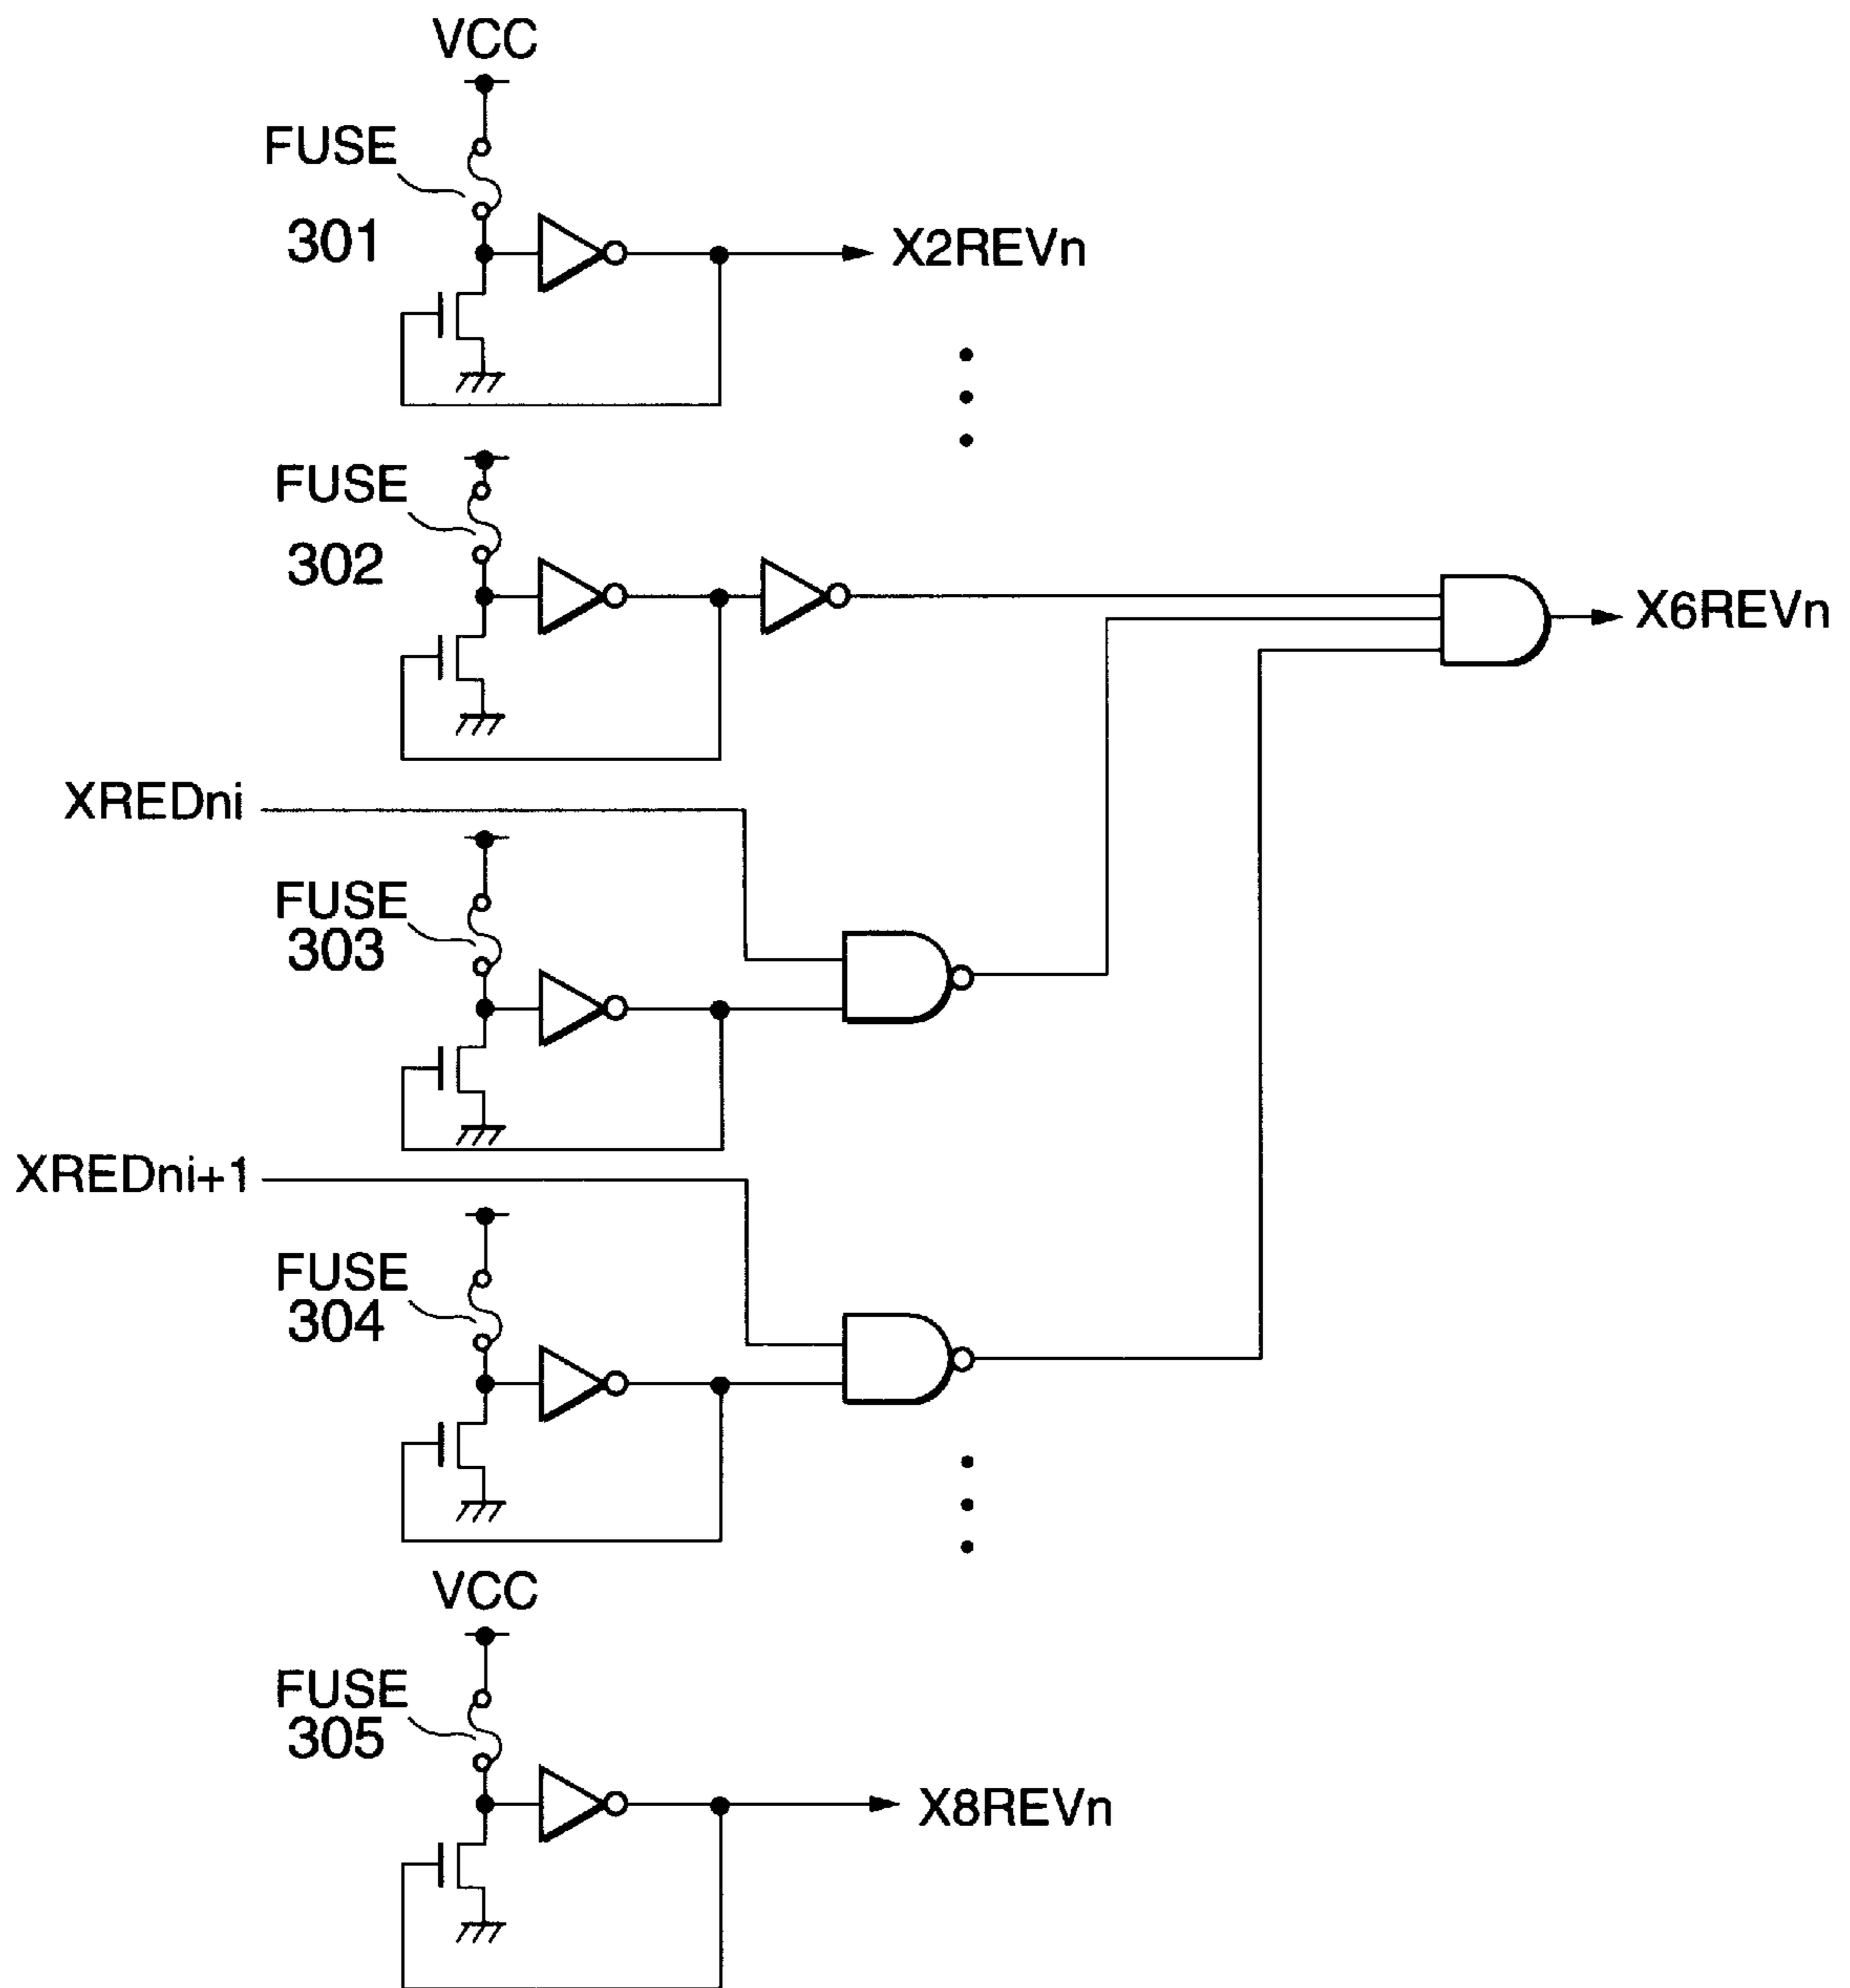 VCC
FUSE
301
X2REVn
FUSE
302
X6REVn
XREDni
FUSE
303
XREDni+1
FUSE
304
VCC
FUSE
305
X8REVn